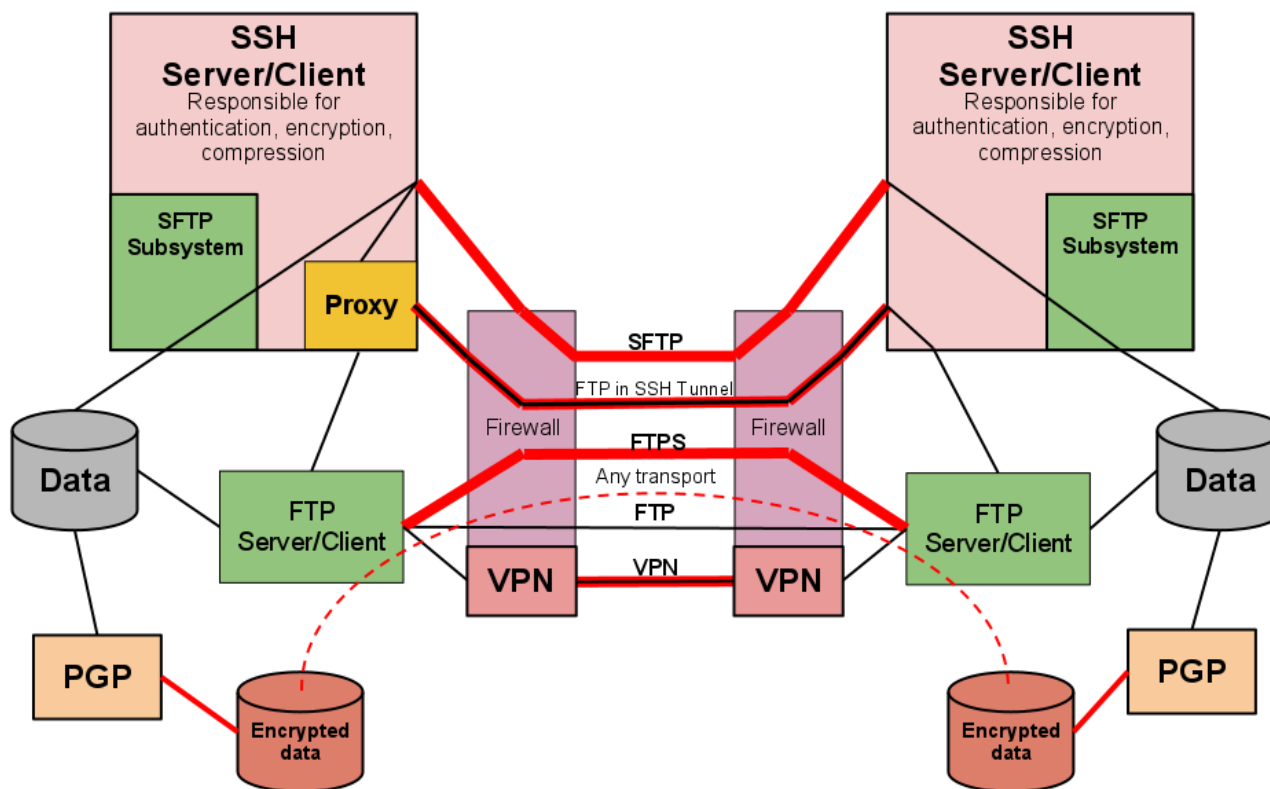 SSH
Server/Client
Responsible for
authentication, encryption,
compression
SFTP
Subsystem
Proxy
SSH
Server/Client
Responsible for
authentication, encryption,
compression
SFTP
Subsystem
SFTP
FTP in SSH Tunnel
Firewall
Firewall
FTPS
Any transport
FTP
VPN
VPN
VPN
Data
FTP
Server/Client
PGP
Encrypted
data
Data
FTP
Server/Client
PGP
Encrypted
data